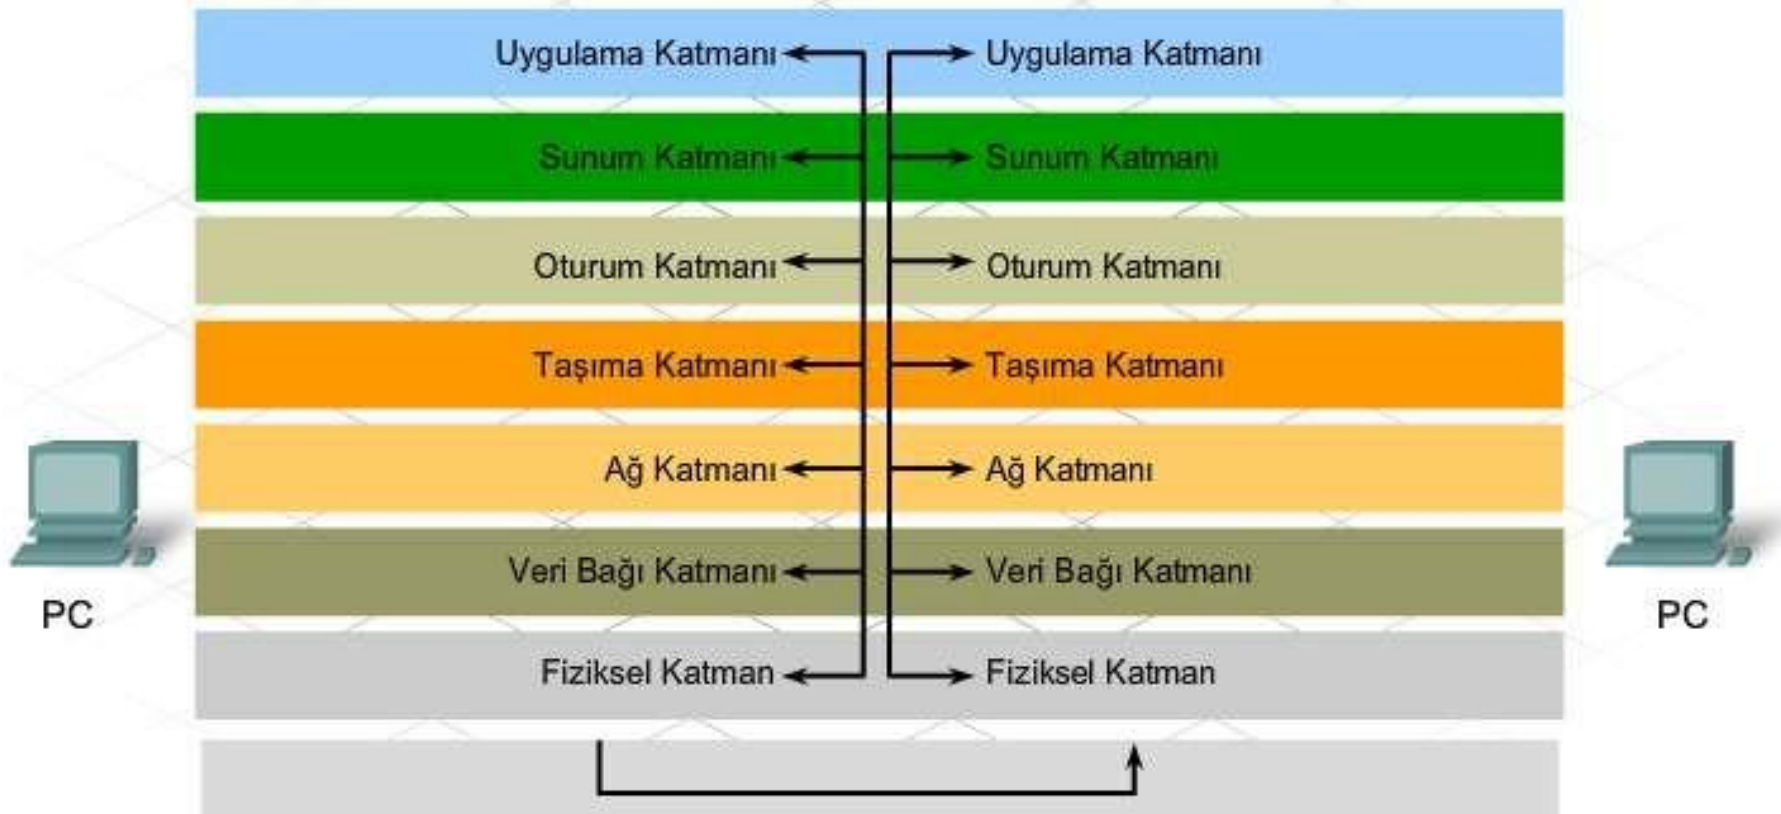 Uygulama Katmanı Uygulama Katmanı
Sunum Katmanı Sunum Katmanı
Oturum Katmanı Oturum Katmanı
Taşıma Katmanı Taşıma Katmanı
Ağ Katmanı Ağ Katmanı
Veri Bağı Katmanı Veri Bağı Katmanı
PC PC
Fiziksel Katman Fiziksel Katman